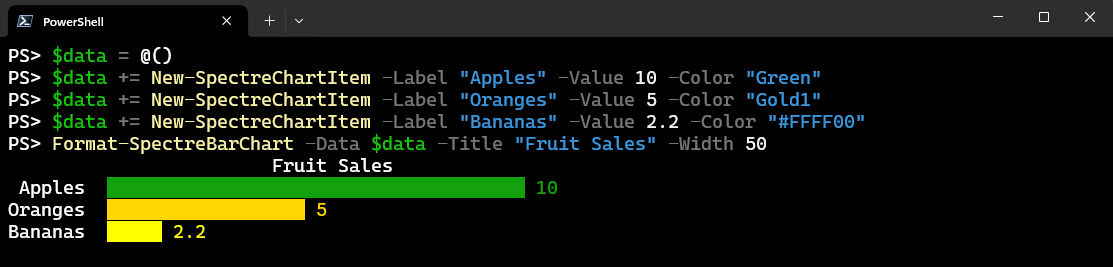 PowerShell
PS> $data = @()
PS> $data += New-SpectreChartItem -Label "Apples" -Value 10 -Color "Green"
PS> $data += New-SpectreChartItem -Label "Oranges" -Value 5 -Color "Gold1"
PS> $data += New-SpectreChartItem -Label "Bananas" -Value 2.2 -Color "#FFFF00"
PS> Format-SpectreBarChart -Data $data -Title "Fruit Sales" -Width 50
Fruit Sales
Apples 10
Oranges 5
Bananas 2.2